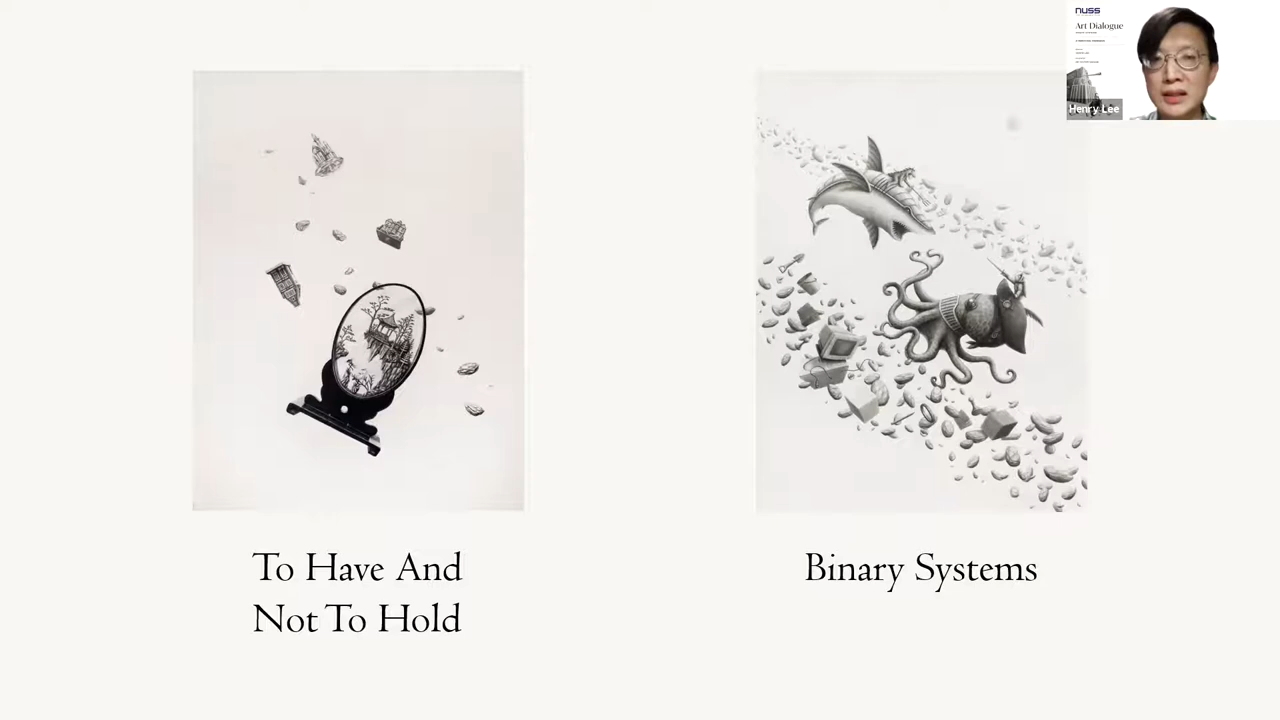 nuss
Art Dialogue
Henry Lee
To Have And
Not To Hold
Binary Systems